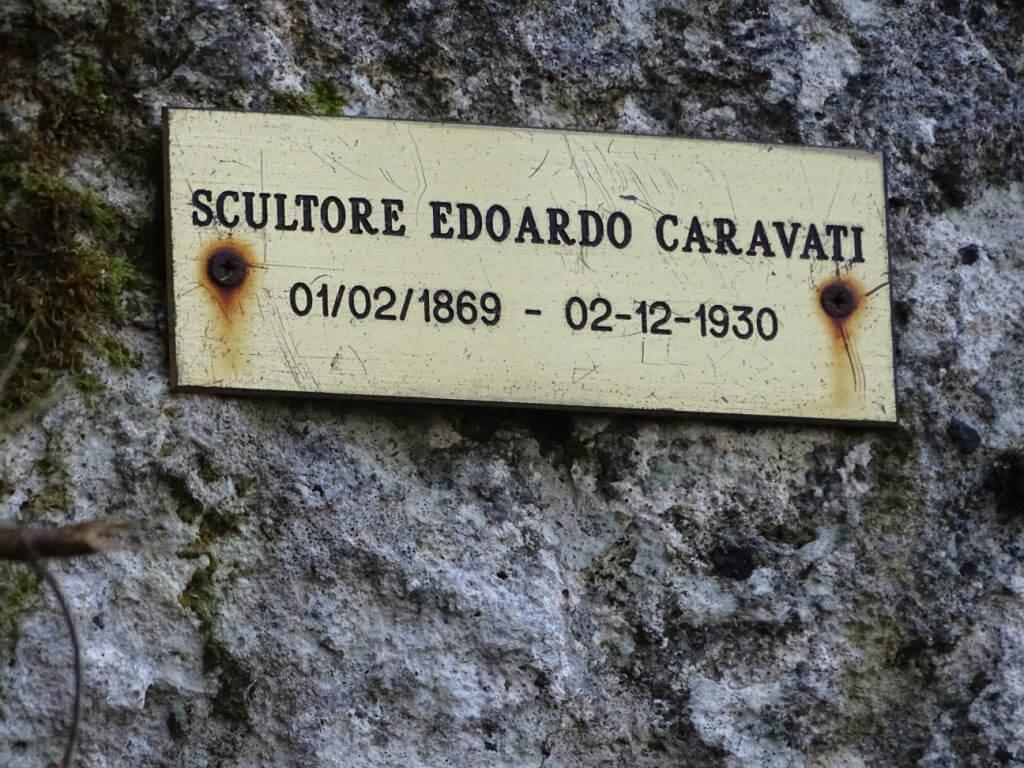 SCULTORE EDOARDO CARAVATI
01/02/1869 - 02-12-1930